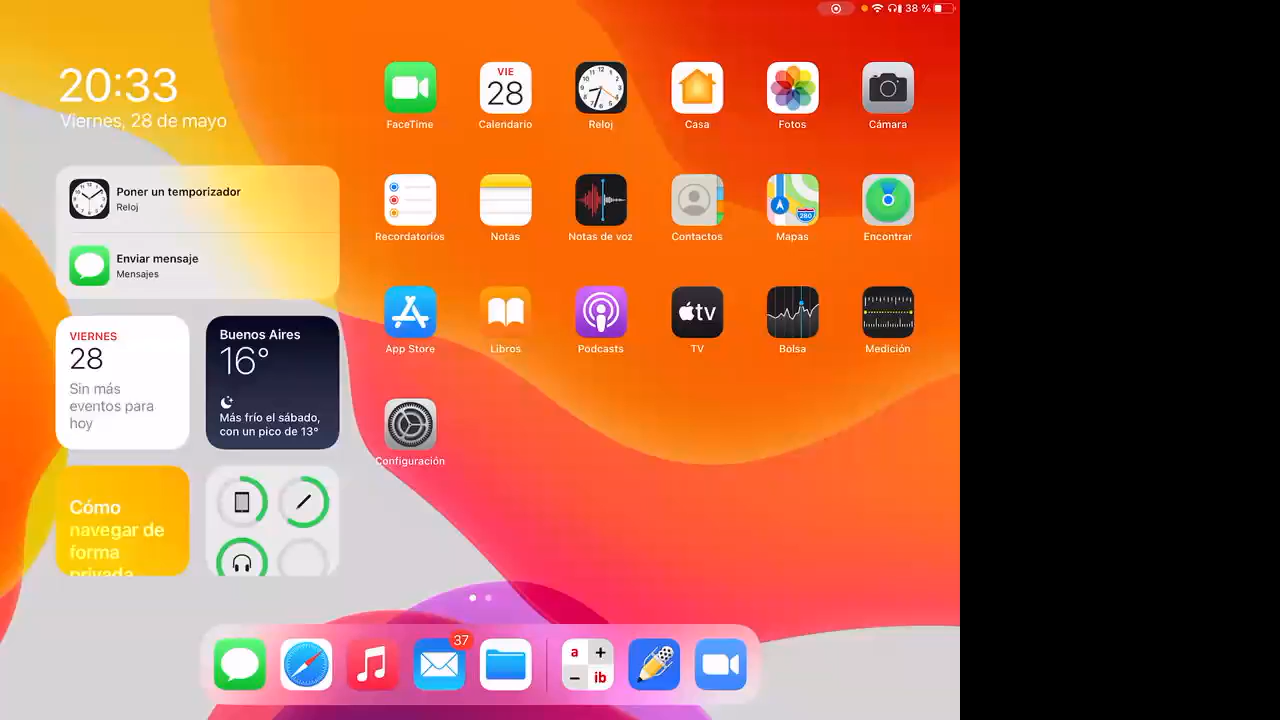 38 %
20:33
Viernes, 28 de mayo
Poner un temporizador
Reloj
Enviar mensaje
Mensajes
VIERNES
28
Sin más
eventos para
hoy
Buenos Aires
16°
Más frío el sábado,
con un pico de 13°
Cómo
navegar de
forma
privada
VIE
28
FaceTime
Calendario
Reloj
Casa
Fotos
Cámara
280
Recordatorios
Notas
Notas de voz
Contactos
Mapas
Encontrar
tv
App Store
Libros
Podcasts
TV
Bolsa
Medición
Configuración
37
a +
– ib